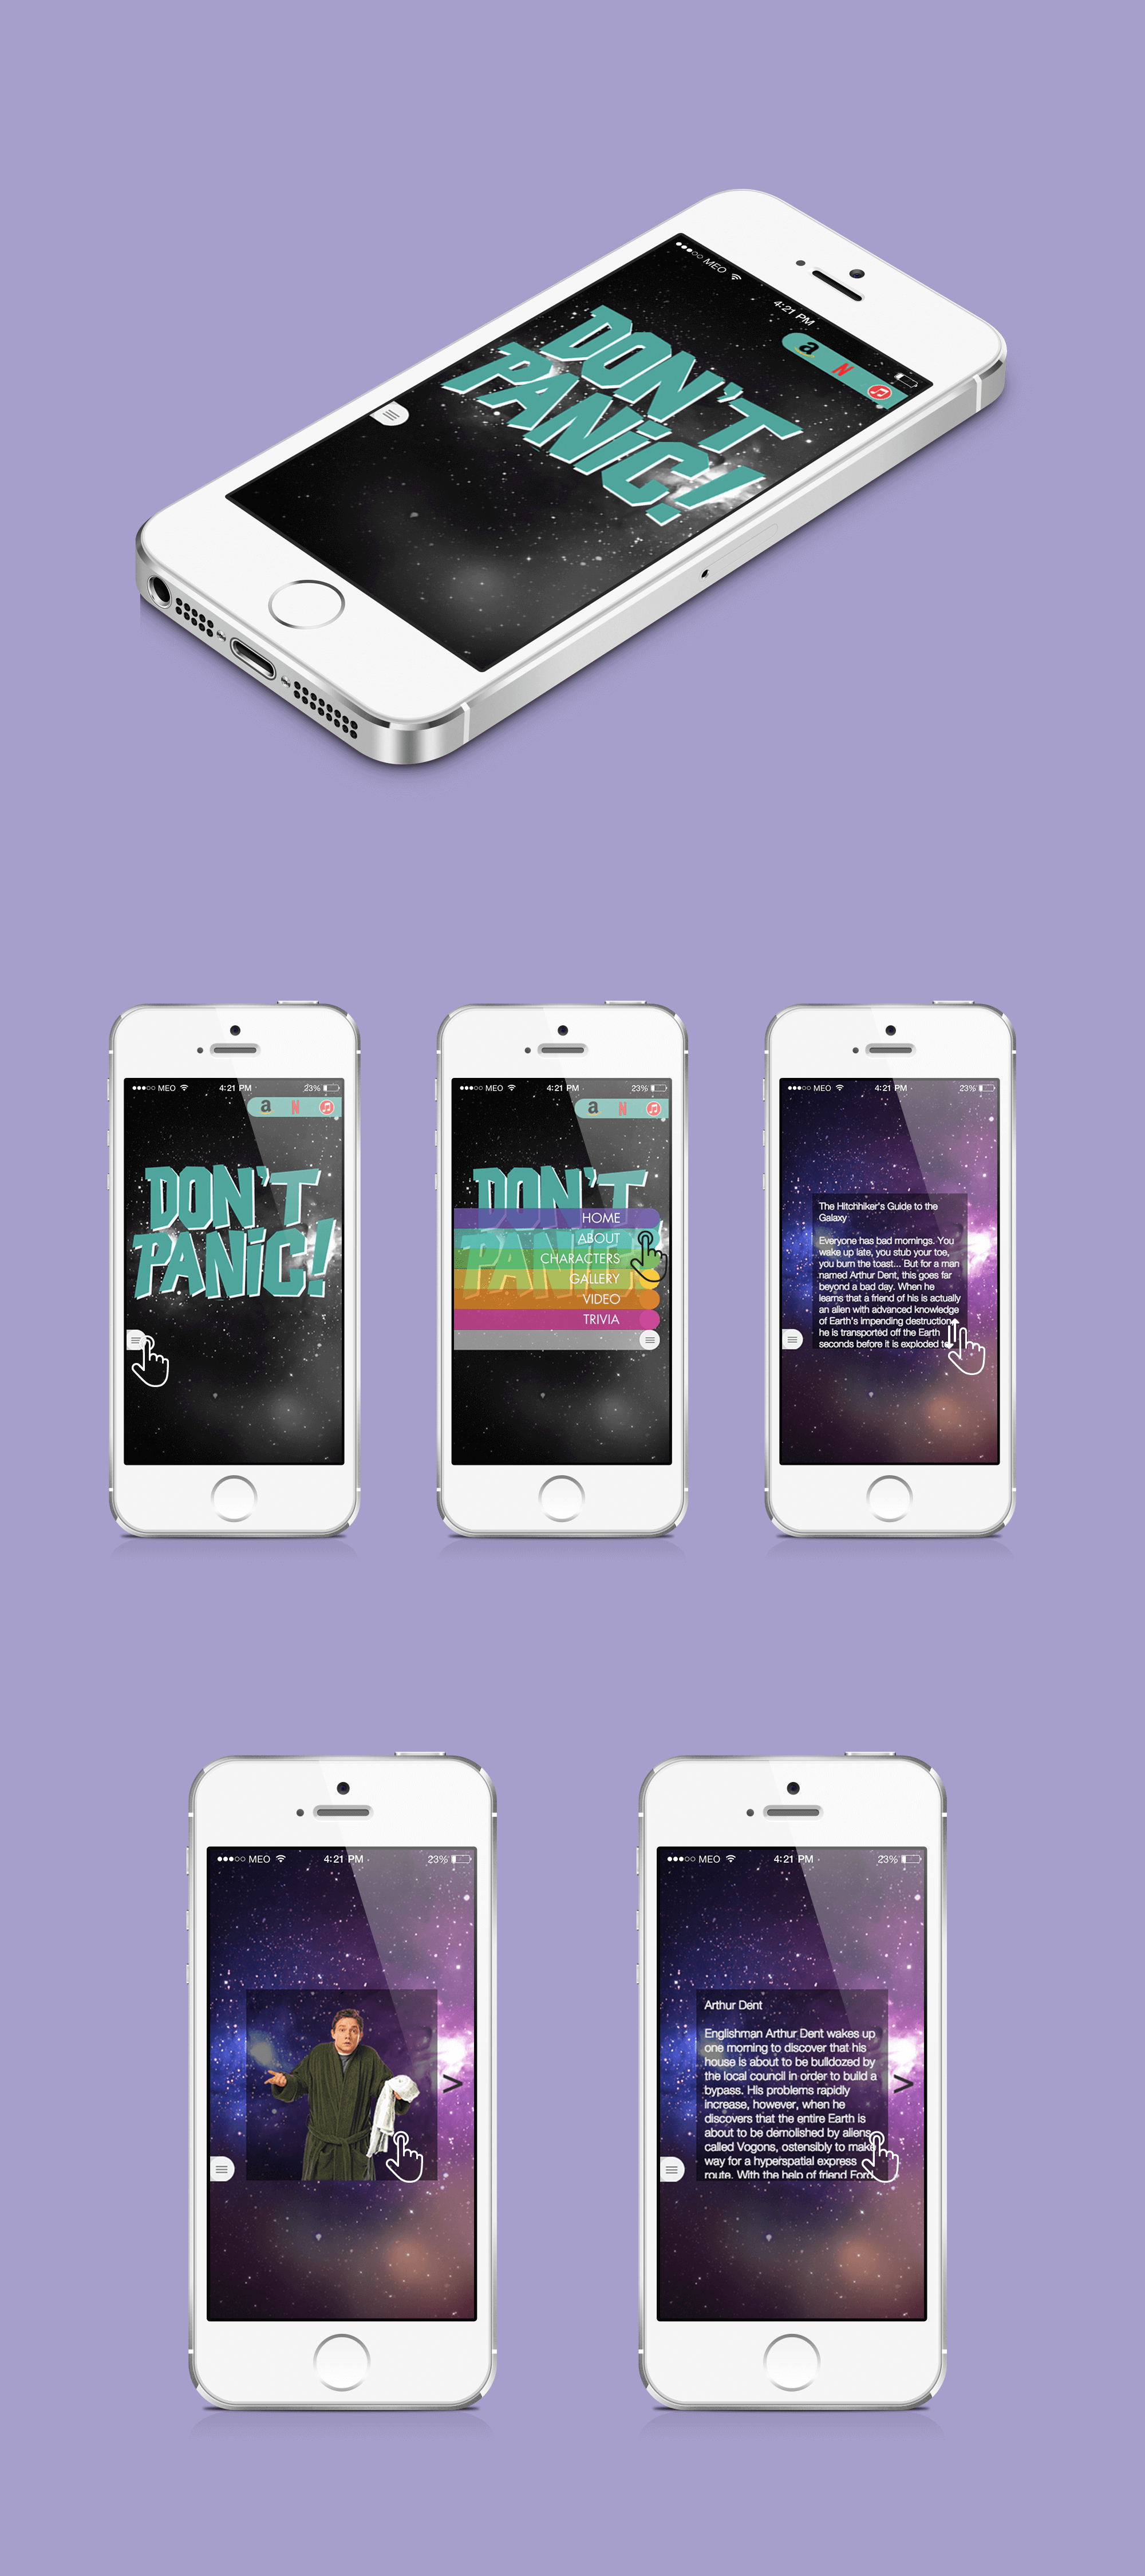 MEO
4:21 PM
a
N
DON'T
PANiC!
MEO 4:21 PM 23%
a N
DON'T
PANiC!
MEO 4:21 PM 23%
a N
DON'T
PANiC!
HOME
ABOUT
CHARACTERS
GALLERY
VIDEO
TRIVIA
MEO 4:21 PM 23%
The Hitchhiker's Guide to the
Galaxy
Everyone has bad mornings. You
wake up late, you stub your toe,
you burn the toast... But for a man
named Arthur Dent, this goes far
beyond a bad day. When he
learns that a friend of his is actually
an alien with advanced knowledge
of Earth's impending destruction,
he is transported off the Earth
seconds before it is exploded to
MEO 4:21 PM 23%
>
MEO 4:21 PM 23%
Arthur Dent
Englishman Arthur Dent wakes up
one morning to discover that his
house is about to be bulldozed by
the local council in order to build a
bypass. His problems rapidly
increase, however, when he
discovers that the entire Earth is
about to be demolished by aliens
called Vogons, ostensibly to make
way for a hyperspatial express
route. With the help of friend Ford
>